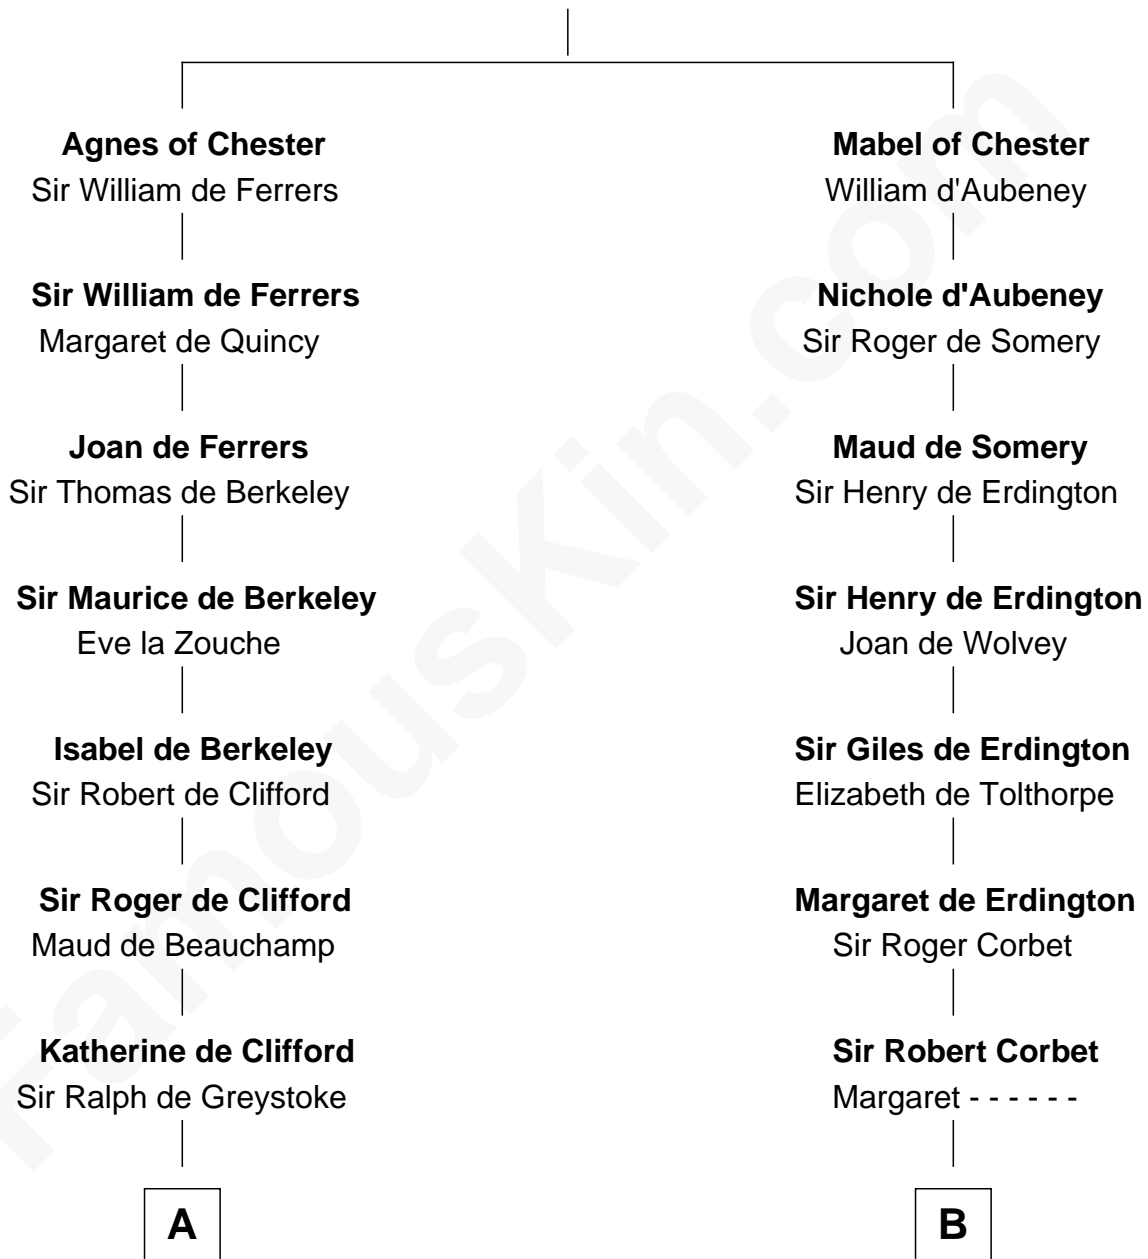 Agnes of Chester
Sir William de Ferrers
Sir William de Ferrers
Margaret de Quincy
Joan de Ferrers
Sir Thomas de Berkeley
Sir Maurice de Berkeley
Eve la Zouche
Isabel de Berkeley
Sir Robert de Clifford
Sir Roger de Clifford
Maud de Beauchamp
Katherine de Clifford
Sir Ralph de Greystoke
A
Mabel of Chester
William d'Aubeney
Nichole d'Aubeney
Sir Roger de Somery
Maud de Somery
Sir Henry de Erdington
Sir Henry de Erdington
Joan de Wolvey
Sir Giles de Erdington
Elizabeth de Tolthorpe
Margaret de Erdington
Sir Roger Corbet
Sir Robert Corbet
Margaret - - - - - -
B
FamousKin.com